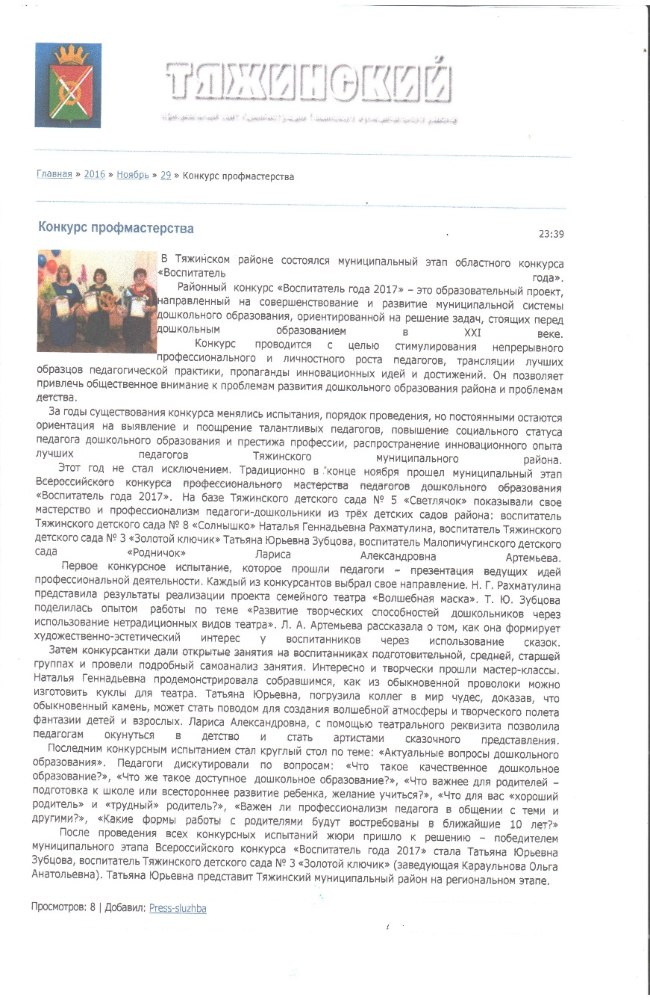 ТЯЖИНСКИЙ
Официальный сайт Администрации Тяжинского муниципального района
Главная » 2016 » Ноябрь » 29 » Конкурс профмастерства
Конкурс профмастерства
23:39
В Тяжинском районе состоялся муниципальный этап областного конкурса
«Воспитатель года».
Районный конкурс «Воспитатель года 2017» – это образовательный проект,
направленный на совершенствование и развитие муниципальной системы
дошкольного образования, ориентированной на решение задач, стоящих перед
дошкольным образованием в XXI веке.
Конкурс проводится с целью стимулирования непрерывного
профессионального и личностного роста педагогов, трансляции лучших
образцов педагогической практики, пропаганды инновационных идей и достижений. Он позволяет
привлечь общественное внимание к проблемам развития дошкольного образования района и проблемам
детства.
За годы существования конкурса менялись испытания, порядок проведения, но постоянными остаются
ориентация на выявление и поощрение талантливых педагогов, повышение социального статуса
педагога дошкольного образования и престижа профессии, распространение инновационного опыта
лучших педагогов Тяжинского муниципального района.
Этот год не стал исключением. Традиционно в конце ноября прошел муниципальный этап
Всероссийского конкурса профессионального мастерства педагогов дошкольного образования
«Воспитатель года 2017». На базе Тяжинского детского сада № 5 «Светлячок» показывали свое
мастерство и профессионализм педагоги-дошкольники из трёх детских садов района: воспитатель
Тяжинского детского сада № 8 «Солнышко» Наталья Геннадьевна Рахматулина, воспитатель Тяжинского
детского сада № 3 «Золотой ключик» Татьяна Юрьевна Зубцова, воспитатель Малопичугинского детского
сада «Родничок» Лариса Александровна Артемьева.
Первое конкурсное испытание, которое прошли педагоги – презентация ведущих идей
профессиональной деятельности. Каждый из конкурсантов выбрал свое направление. Н. Г. Рахматулина
представила результаты реализации проекта семейного театра «Волшебная маска». Т. Ю. Зубцова
поделилась опытом работы по теме «Развитие творческих способностей дошкольников через
использование нетрадиционных видов театра». Л. А. Артемьева рассказала о том, как она формирует
художественно-эстетический интерес у воспитанников через использование сказок.
Затем конкурсантки дали открытые занятия на воспитанниках подготовительной, средней, старшей
группах и провели подробный самоанализ занятия. Интересно и творчески прошли мастер-классы.
Наталья Геннадьевна продемонстрировала собравшимся, как из обыкновенной проволоки можно
изготовить куклы для театра. Татьяна Юрьевна, погрузила коллег в мир чудес, доказав, что
обыкновенный камень, может стать поводом для создания волшебной атмосферы и творческого полета
фантазии детей и взрослых. Лариса Александровна, с помощью театрального реквизита позволила
педагогам окунуться в детство и стать артистами сказочного представления.
Последним конкурсным испытанием стал круглый стол по теме: «Актуальные вопросы дошкольного
образования». Педагоги дискутировали по вопросам: «Что такое качественное дошкольное
образование?», «Что же такое доступное дошкольное образование?», «Что важнее для родителей –
подготовка к школе или всестороннее развитие ребенка, желание учиться?», «Что для вас «хороший
родитель» и «трудный» родитель?», «Важен ли профессионализм педагога в общении с теми и
другими?», «Какие формы работы с родителями будут востребованы в ближайшие 10 лет?»
После проведения всех конкурсных испытаний жюри пришло к решению – победителем
муниципального этапа Всероссийского конкурса «Воспитатель года 2017» стала Татьяна Юрьевна
Зубцова, воспитатель Тяжинского детского сада № 3 «Золотой ключик» (заведующая Караульнова Ольга
Анатольевна). Татьяна Юрьевна представит Тяжинский муниципальный район на региональном этапе.
Просмотров: 8 | Добавил: Press-sluzhba